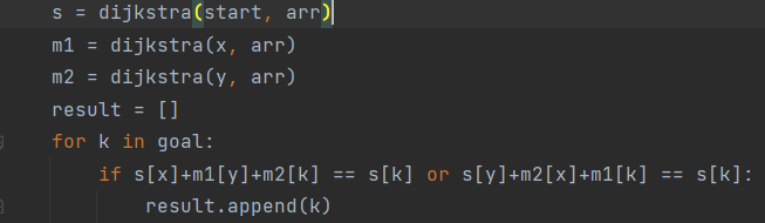 s = dijkstra(start, arr)
m1 = dijkstra(x, arr)
m2 = dijkstra(y, arr)
result = []
for k in goal:
    if s[x]+m1[y]+m2[k] == s[k] or s[y]+m2[x]+m1[k] == s[k]:
        result.append(k)